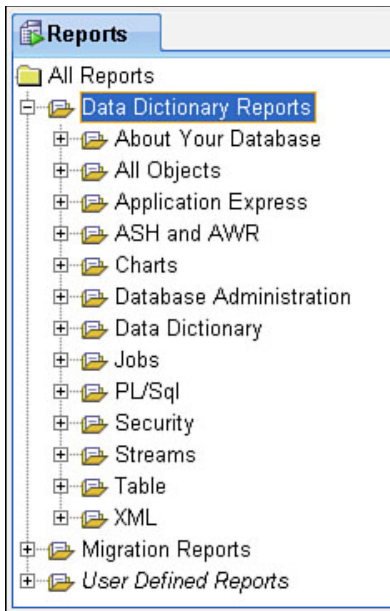 Reports
All Reports
Data Dictionary Reports
About Your Database
All Objects
Application Express
ASH and AWR
Charts
Database Administration
Data Dictionary
Jobs
PL/Sql
Security
Streams
Table
XML
Migration Reports
User Defined Reports